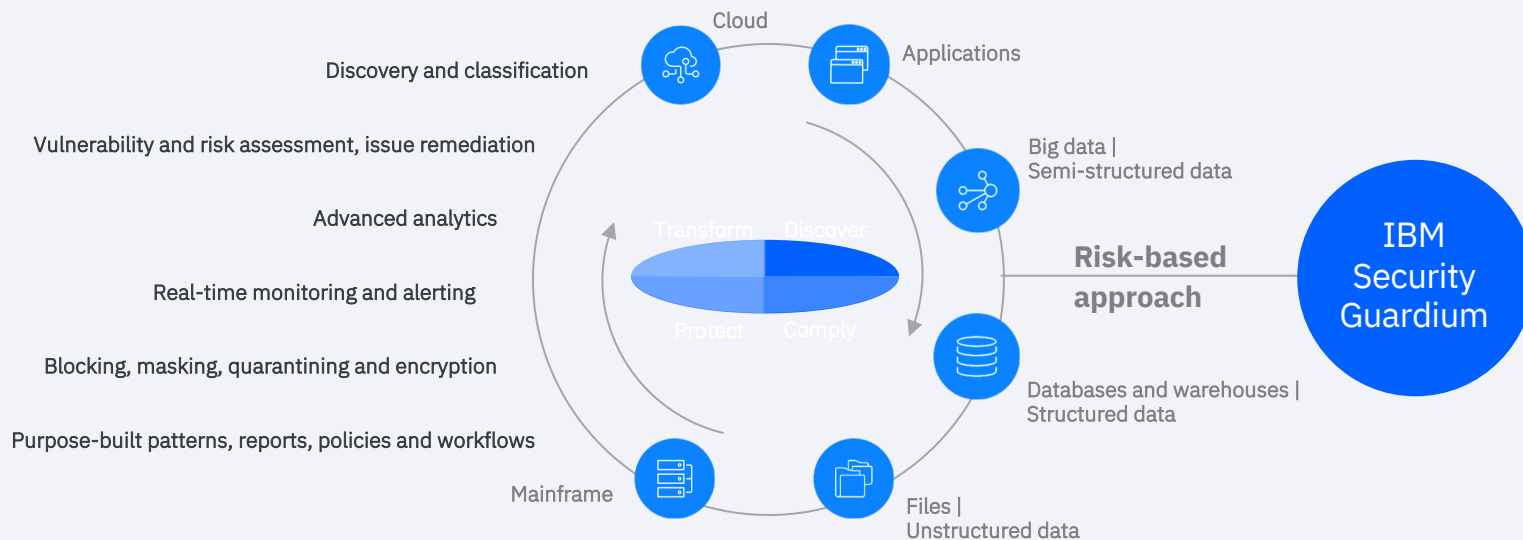 Cloud
Applications
Discovery and classification
Vulnerability and risk assessment, issue remediation
Advanced analytics
Real-time monitoring and alerting
Blocking, masking, quarantining and encryption
Purpose-built patterns, reports, policies and workflows
Big data |
Semi-structured data
Transform
Discover
Protect
Comply
Risk-based
approach
IBM
Security
Guardium
Databases and warehouses |
Structured data
Mainframe
Files |
Unstructured data